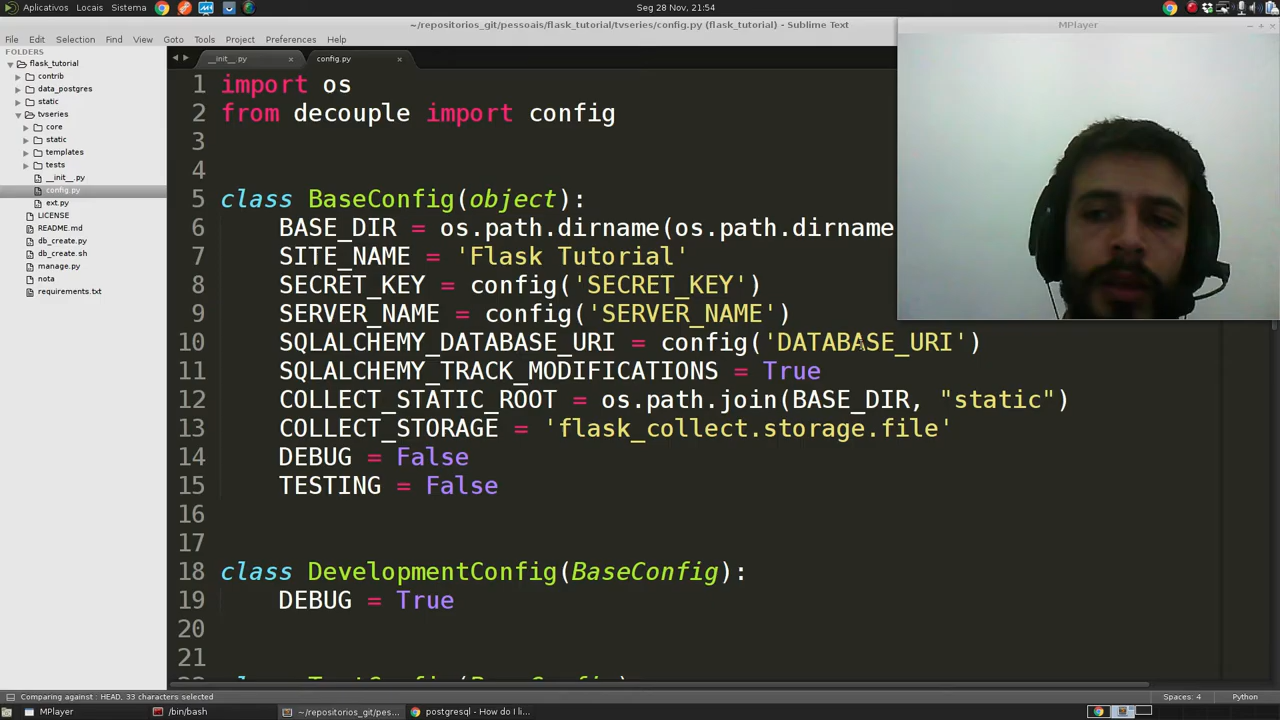 Aplicativos Locais Sistema
Seg 28 Nov, 21:54
~/repositorios_git/pessoais/flask_tutorial/tvseries/config.py (flask_tutorial) - Sublime Text
MPlayer
File Edit Selection Find View Goto Tools Project Preferences Help
FOLDERS
flask_tutorial
contrib
data_postgres
static
tvseries
core
static
templates
tests
__init__.py
config.py
ext.py
LICENSE
README.md
db_create.py
db_create.sh
manage.py
nota
requirements.txt
__init__.py × config.py ×
1 import os
2 from decouple import config
3
4
5 class BaseConfig(object):
6 BASE_DIR = os.path.dirname(os.path.dirname
7 SITE_NAME = 'Flask Tutorial'
8 SECRET_KEY = config('SECRET_KEY')
9 SERVER_NAME = config('SERVER_NAME')
10 SQLALCHEMY_DATABASE_URI = config('DATABASE_URI')
11 SQLALCHEMY_TRACK_MODIFICATIONS = True
12 COLLECT_STATIC_ROOT = os.path.join(BASE_DIR, "static")
13 COLLECT_STORAGE = 'flask_collect.storage.file'
14 DEBUG = False
15 TESTING = False
16
17
18 class DevelopmentConfig(BaseConfig):
19 DEBUG = True
20
21
Comparing against : HEAD, 33 characters selected
Spaces: 4 Python
MPlayer /bin/bash ~/repositorios_git/pes... postgresql - How do I li...